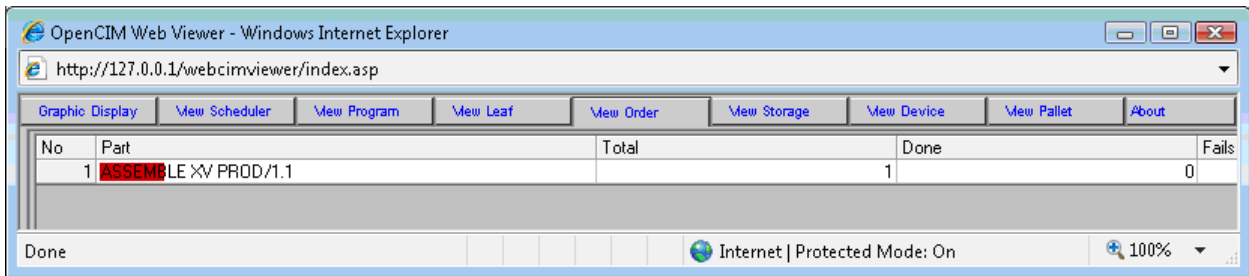 OpenCIM Web Viewer - Windows Internet Explorer
http://127.0.0.1/webcimviewer/index.asp
Graphic Display View Scheduler View Program View Leaf View Order View Storage View Device View Pallet About
No Part Total Done Fails
1 ASSEMBLE XV PROD/1.1 1 0
Done Internet | Protected Mode: On 100%